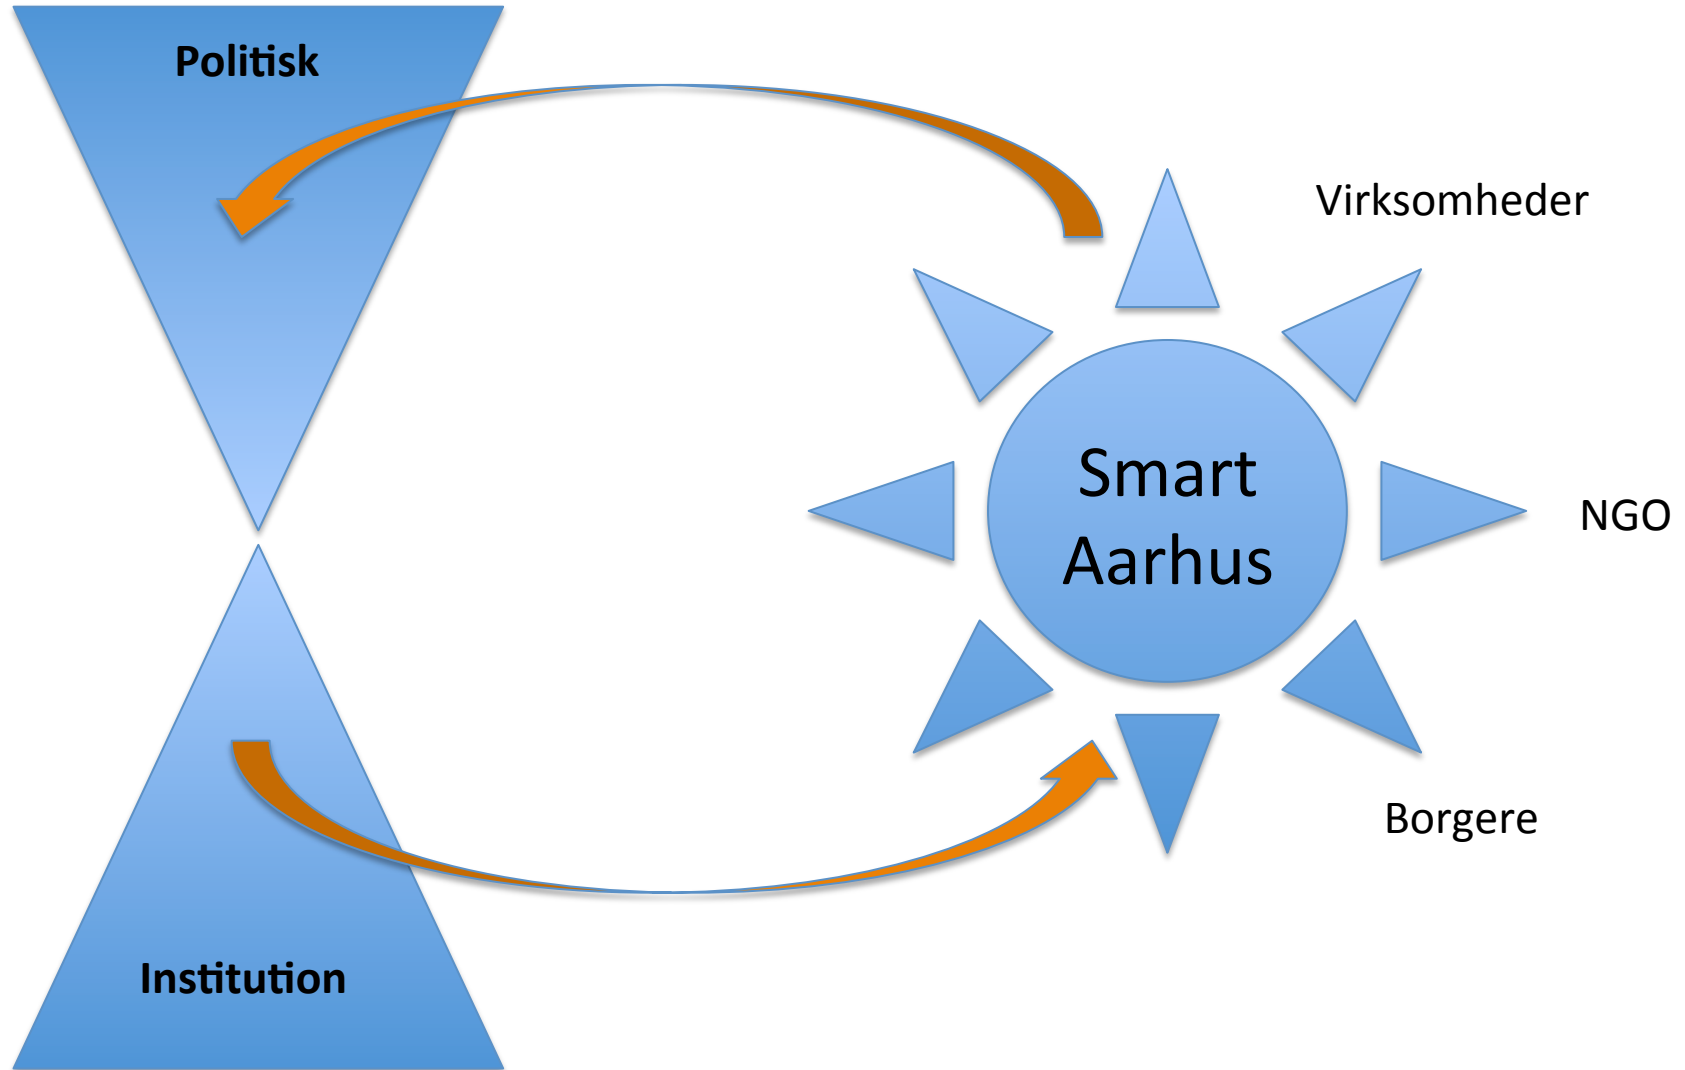 Politisk
Virksomheder
Smart
Aarhus
NGO
Borgere
Institution